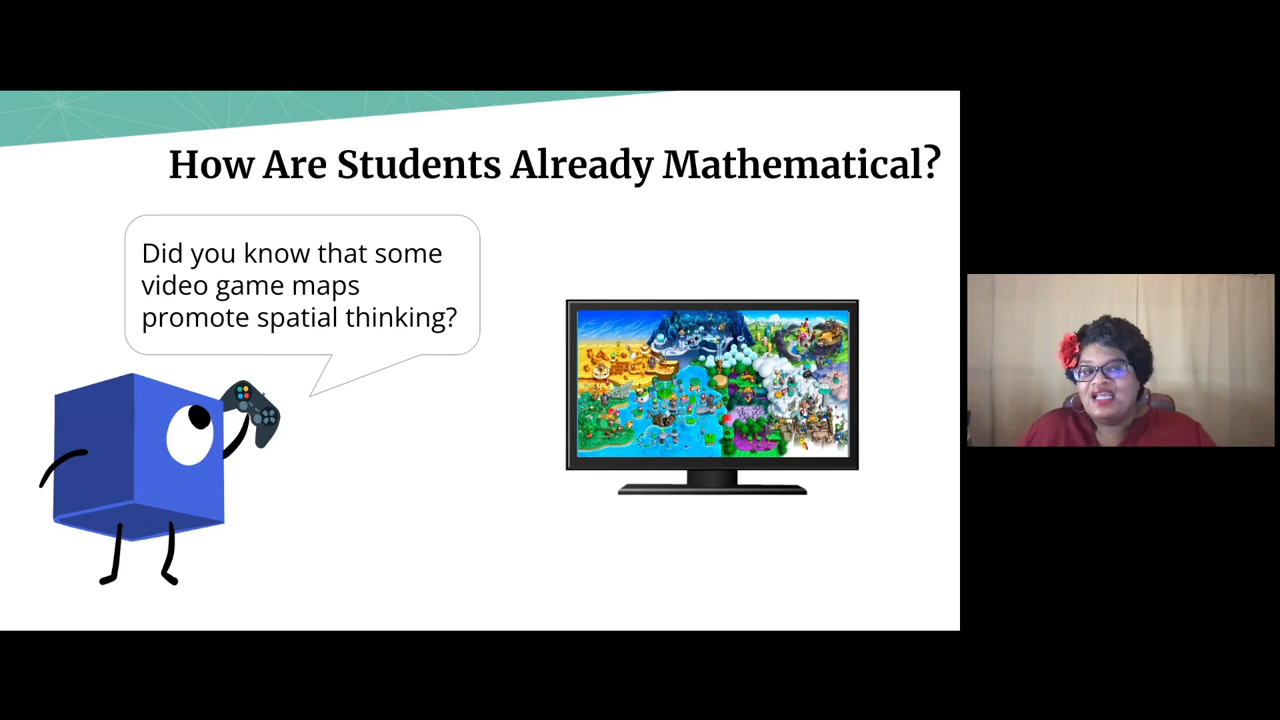 How Are Students Already Mathematical?
Did you know that some
video game maps
promote spatial thinking?